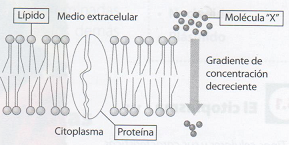 Lípido
Medio extracelular
Molécula "X"
Gradiente de
concentración
decreciente
Citoplasma
Proteína